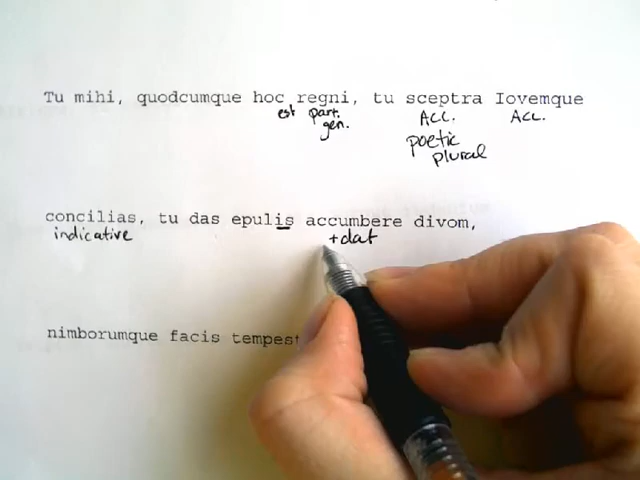 Tu mihi, quodcumque hoc regni, tu sceptra Iovemque
est part. gen. ACC. poetic plural ACC.
concilias, tu das epulis accumbere divom,
indicative +dat
nimborumque facis